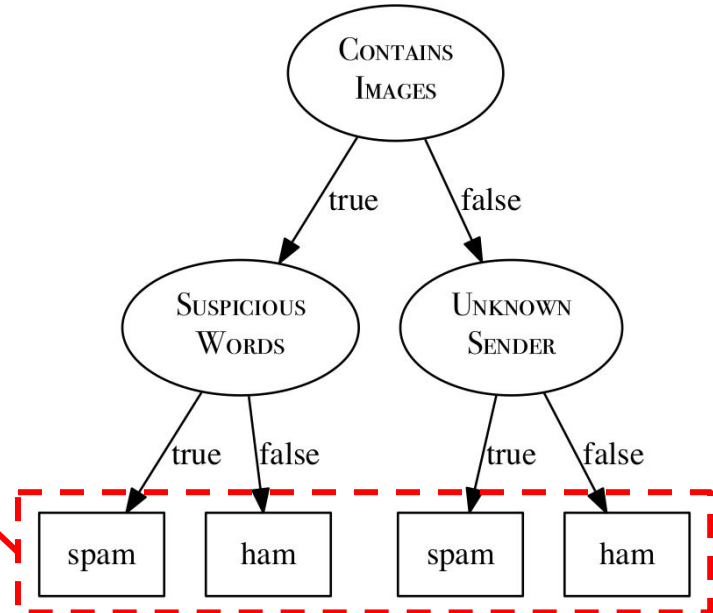 Contains
Images
true
false
Suspicious
Words
Unknown
Sender
true
false
true
false
spam
ham
spam
ham